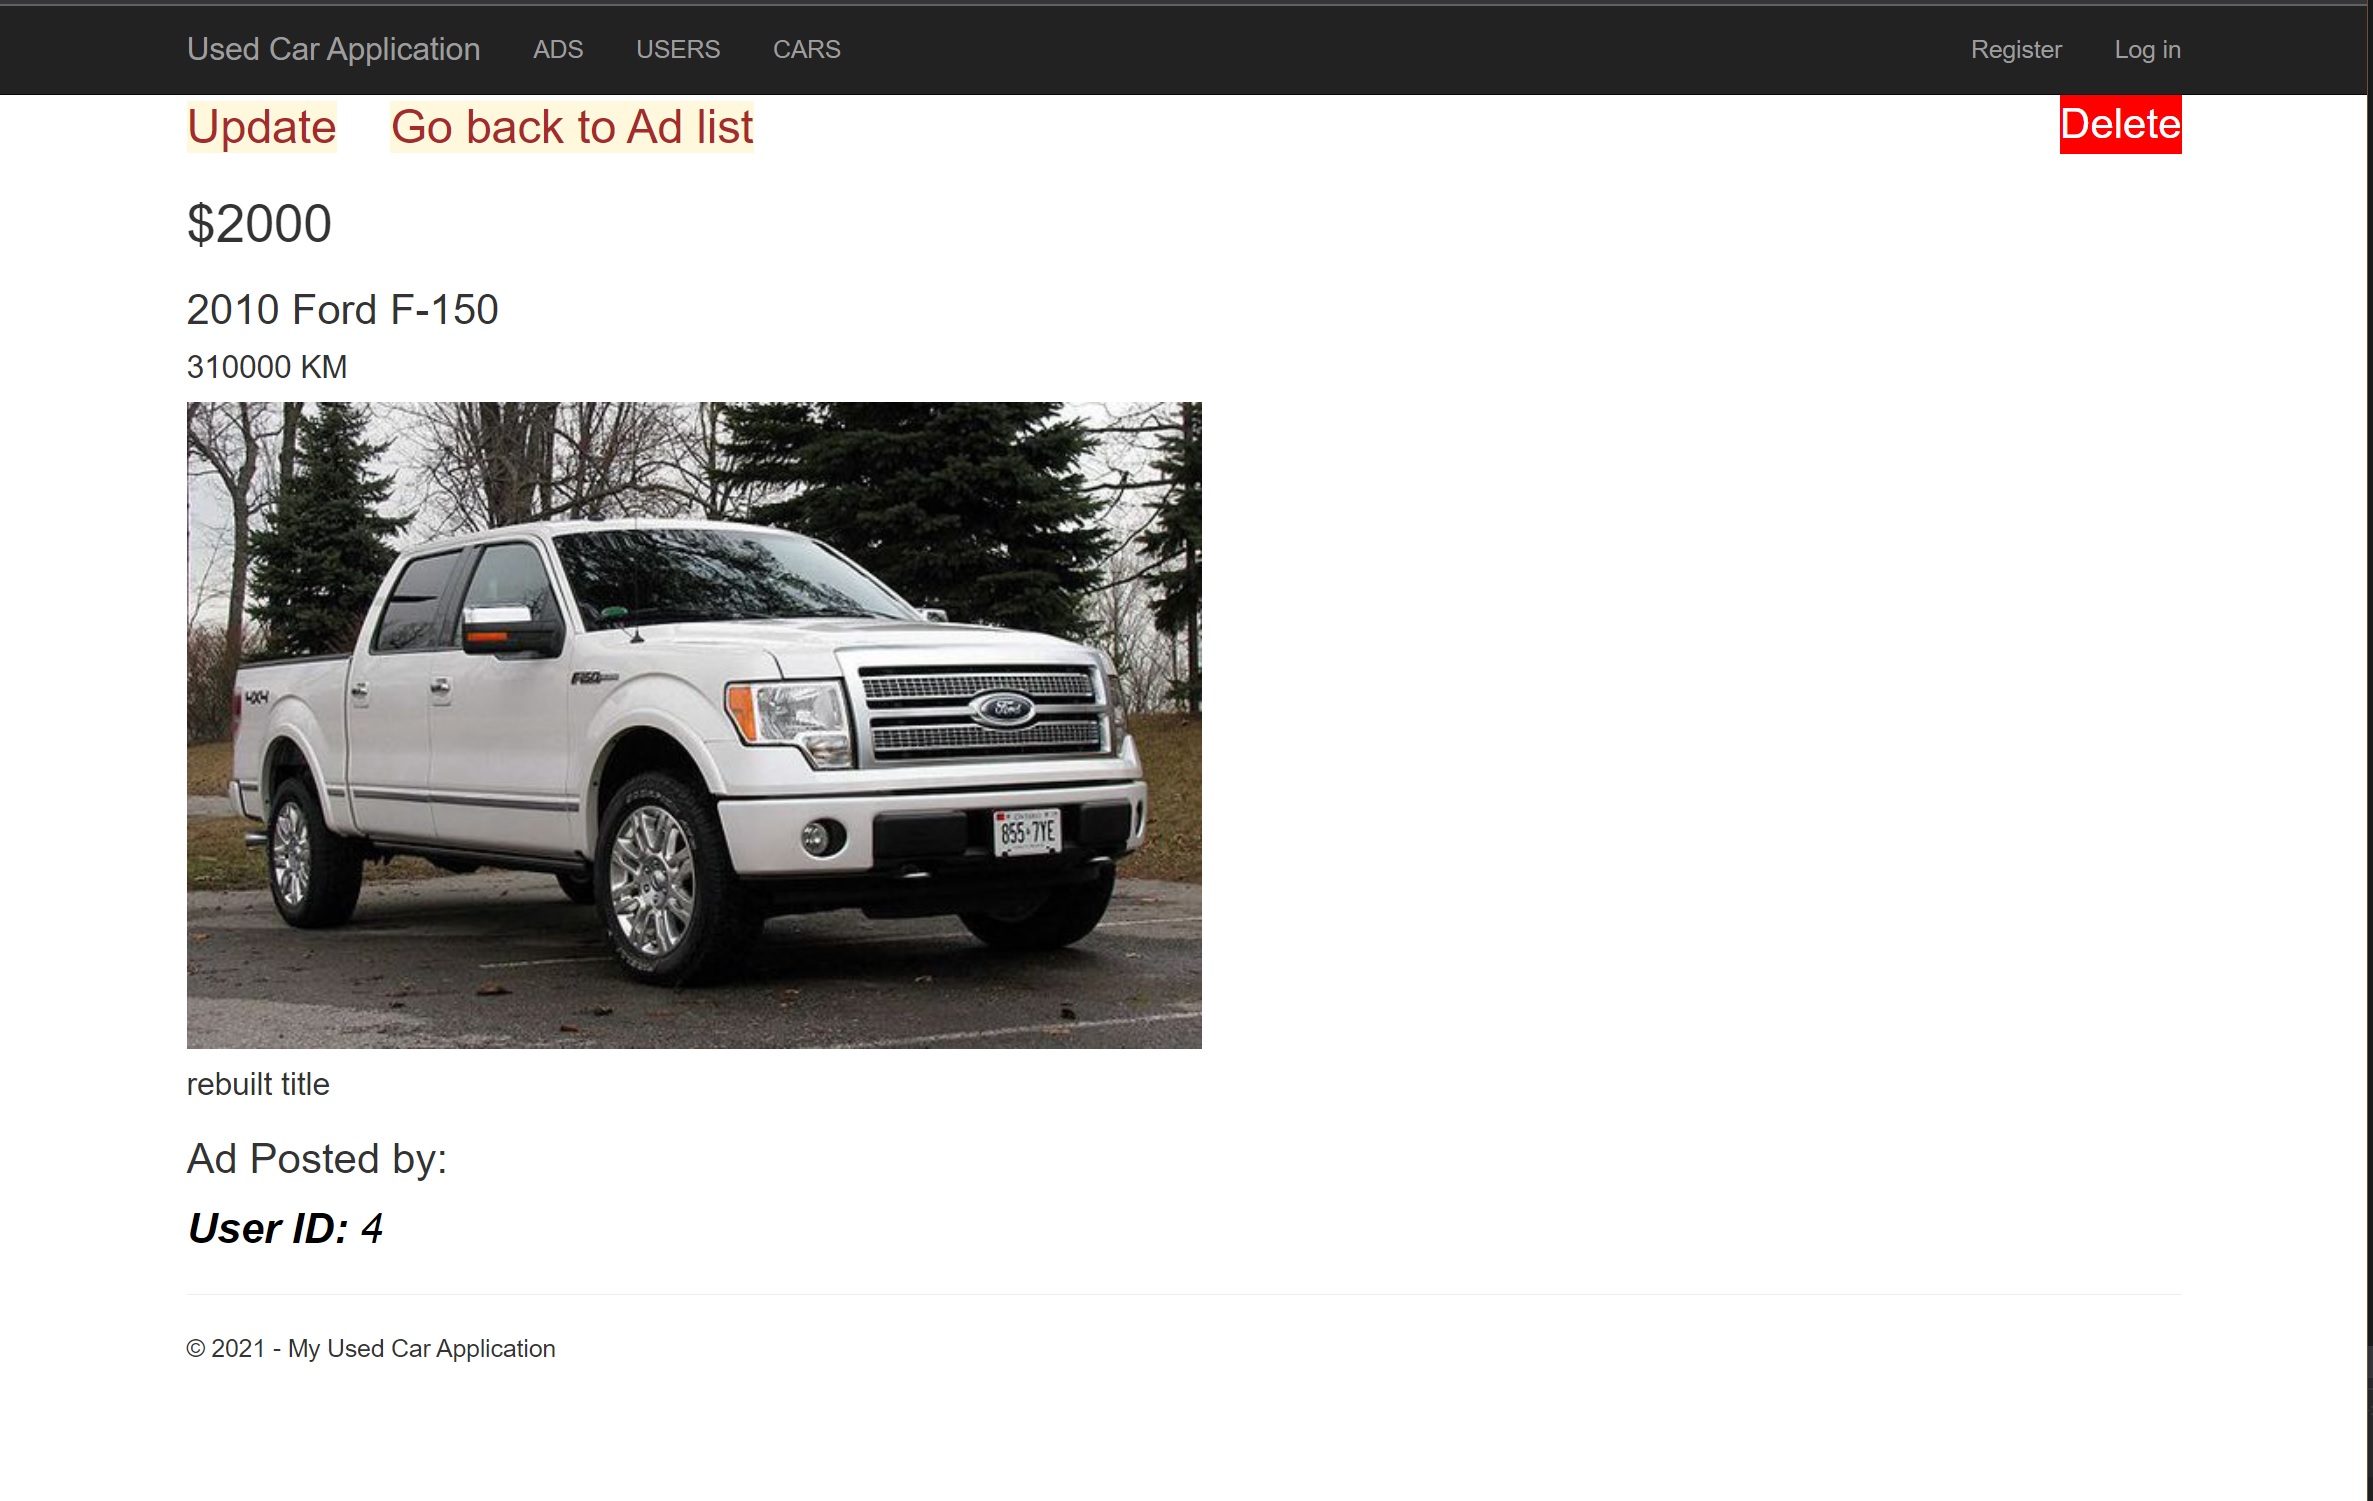 Used Car Application ADS USERS CARS Register Log in
Update Go back to Ad list Delete
$2000
2010 Ford F-150
310000 KM
4X4
F150
Ford
ONTARIO
855·7YE
rebuilt title
Ad Posted by:
User ID: 4
© 2021 - My Used Car Application